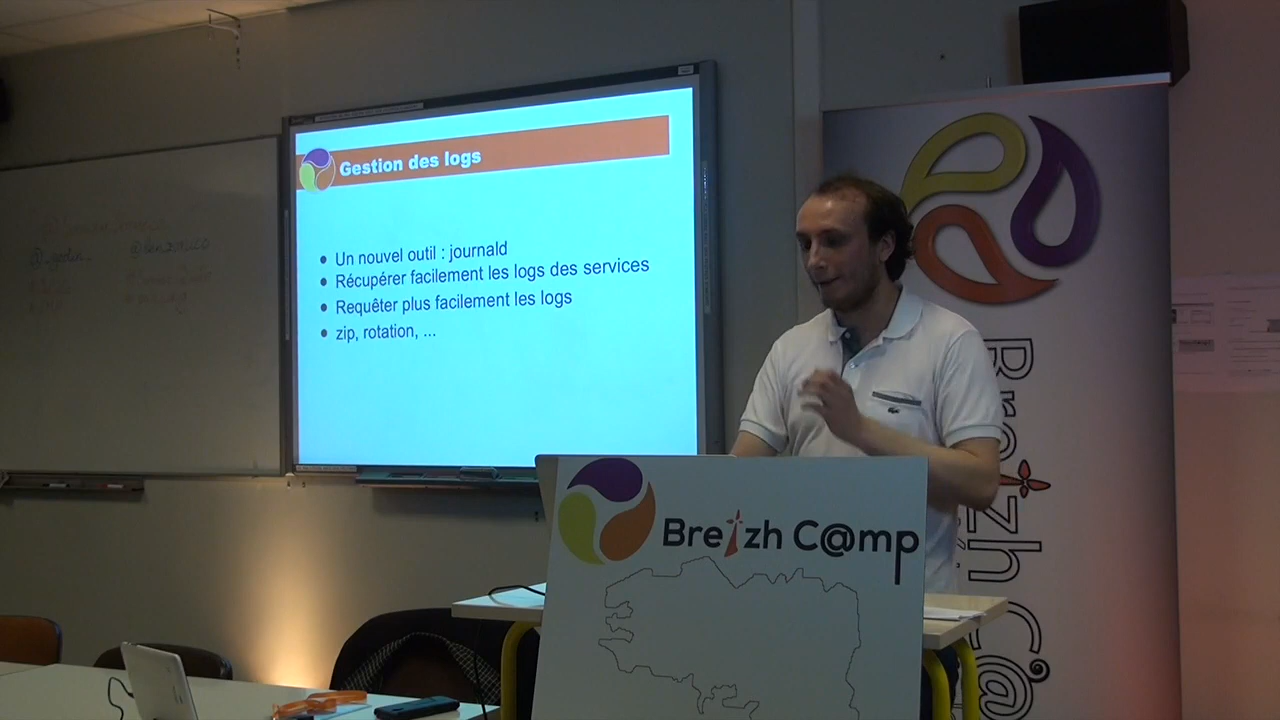 Gestion des logs
• Un nouvel outil : journald
• Récupérer facilement les logs des services
• Requêter plus facilement les logs
• zip, rotation, ...
Breizh C@mp
Breizh C@